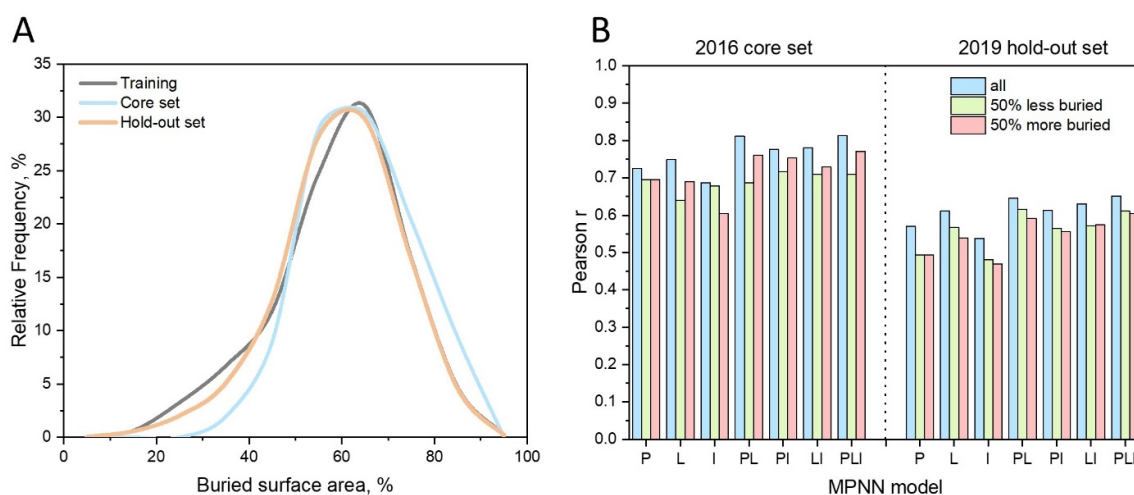 A
B
2016 core set
2019 hold-out set
35
30
25
20
15
10
5
0
Relative Frequency, %
Training
Core set
Hold-out set
0 20 40 60 80 100
Buried surface area, %
1.0
0.9
0.8
0.7
0.6
0.5
0.4
0.3
0.2
0.1
0.0
Pearson r
all
50% less buried
50% more buried
P L I PL PI LI PLI P L I PL PI LI PLI
MPNN model